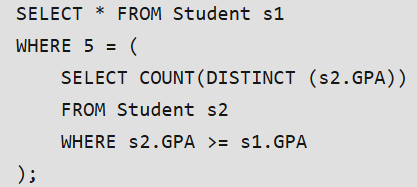 SELECT * FROM Student s1
WHERE 5 = (
    SELECT COUNT(DISTINCT (s2.GPA))
    FROM Student s2
    WHERE s2.GPA >= s1.GPA
);